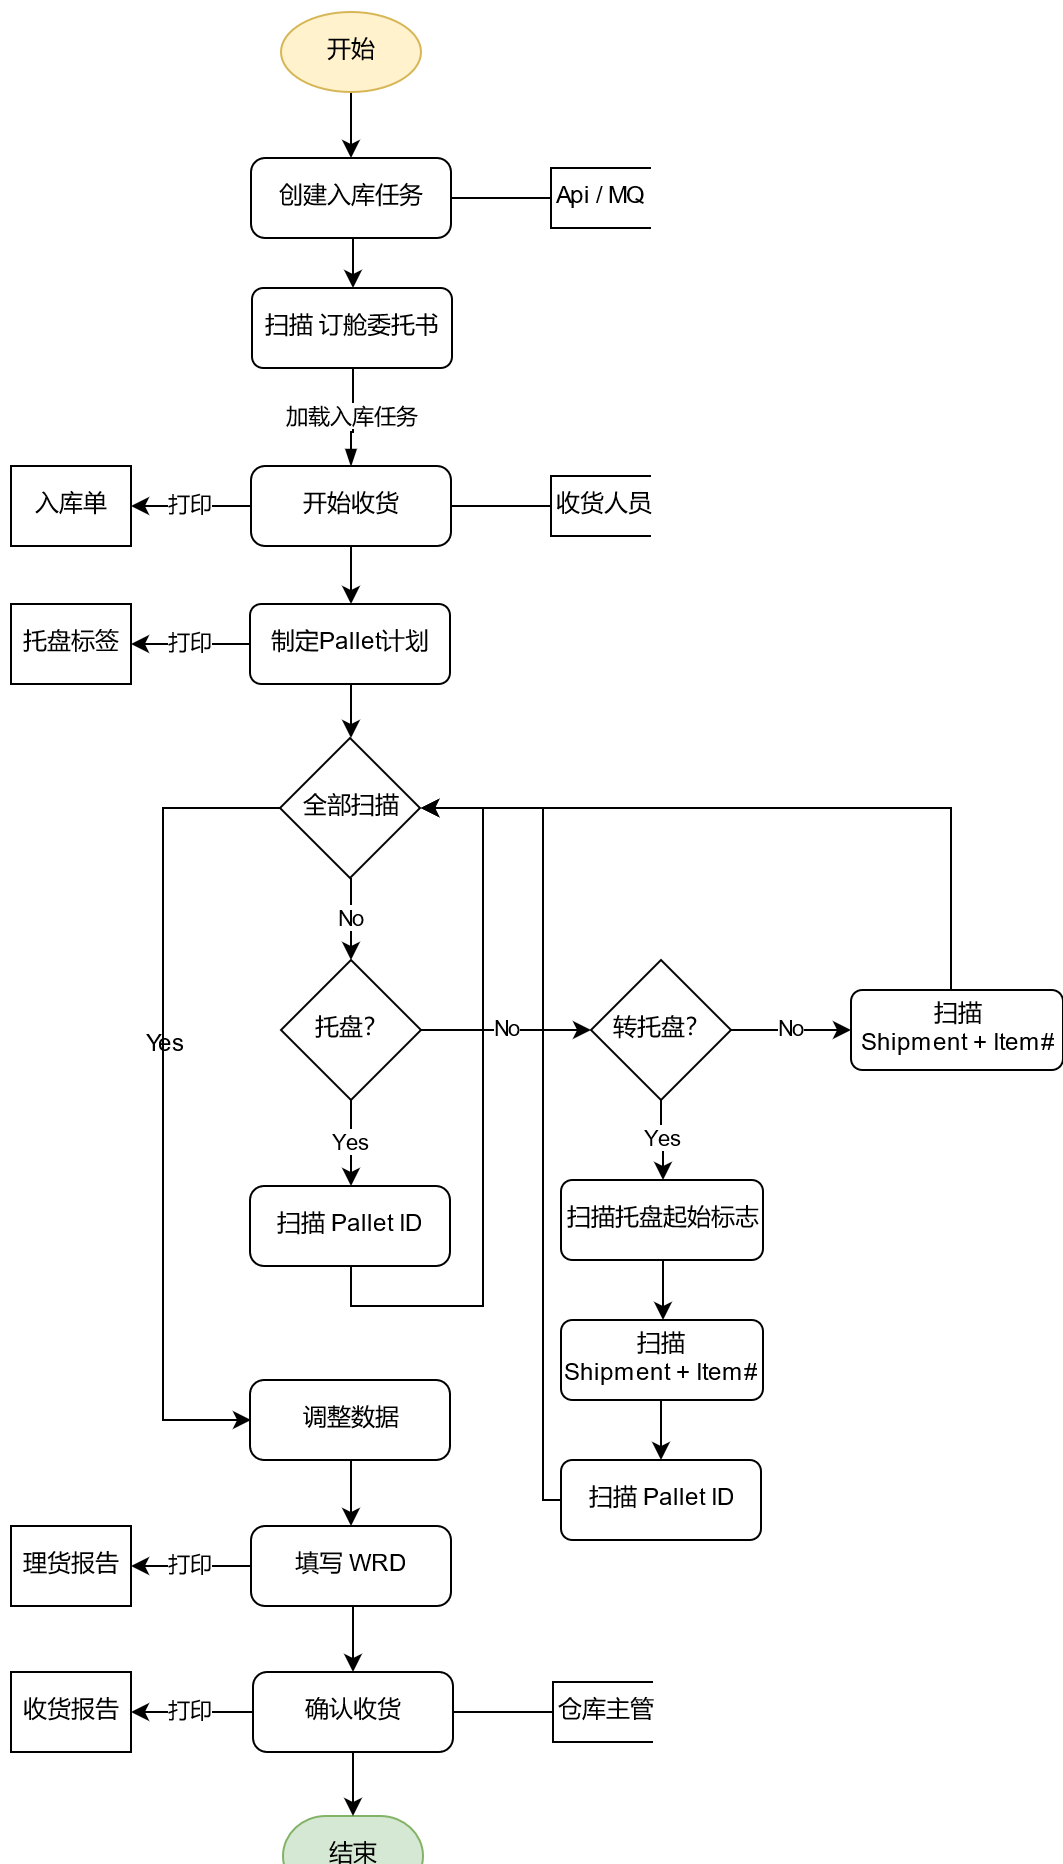 开始
创建入库任务
Api / MQ
扫描 订舱委托书
加载入库任务
入库单
打印
开始收货
收货人员
托盘标签
打印
制定Pallet计划
全部扫描
No
Yes
托盘?
No
转托盘?
No
扫描
Shipment + Item#
Yes
Yes
扫描 Pallet ID
扫描托盘起始标志
扫描
Shipment + Item#
调整数据
扫描 Pallet ID
理货报告
打印
填写 WRD
收货报告
打印
确认收货
仓库主管
结束